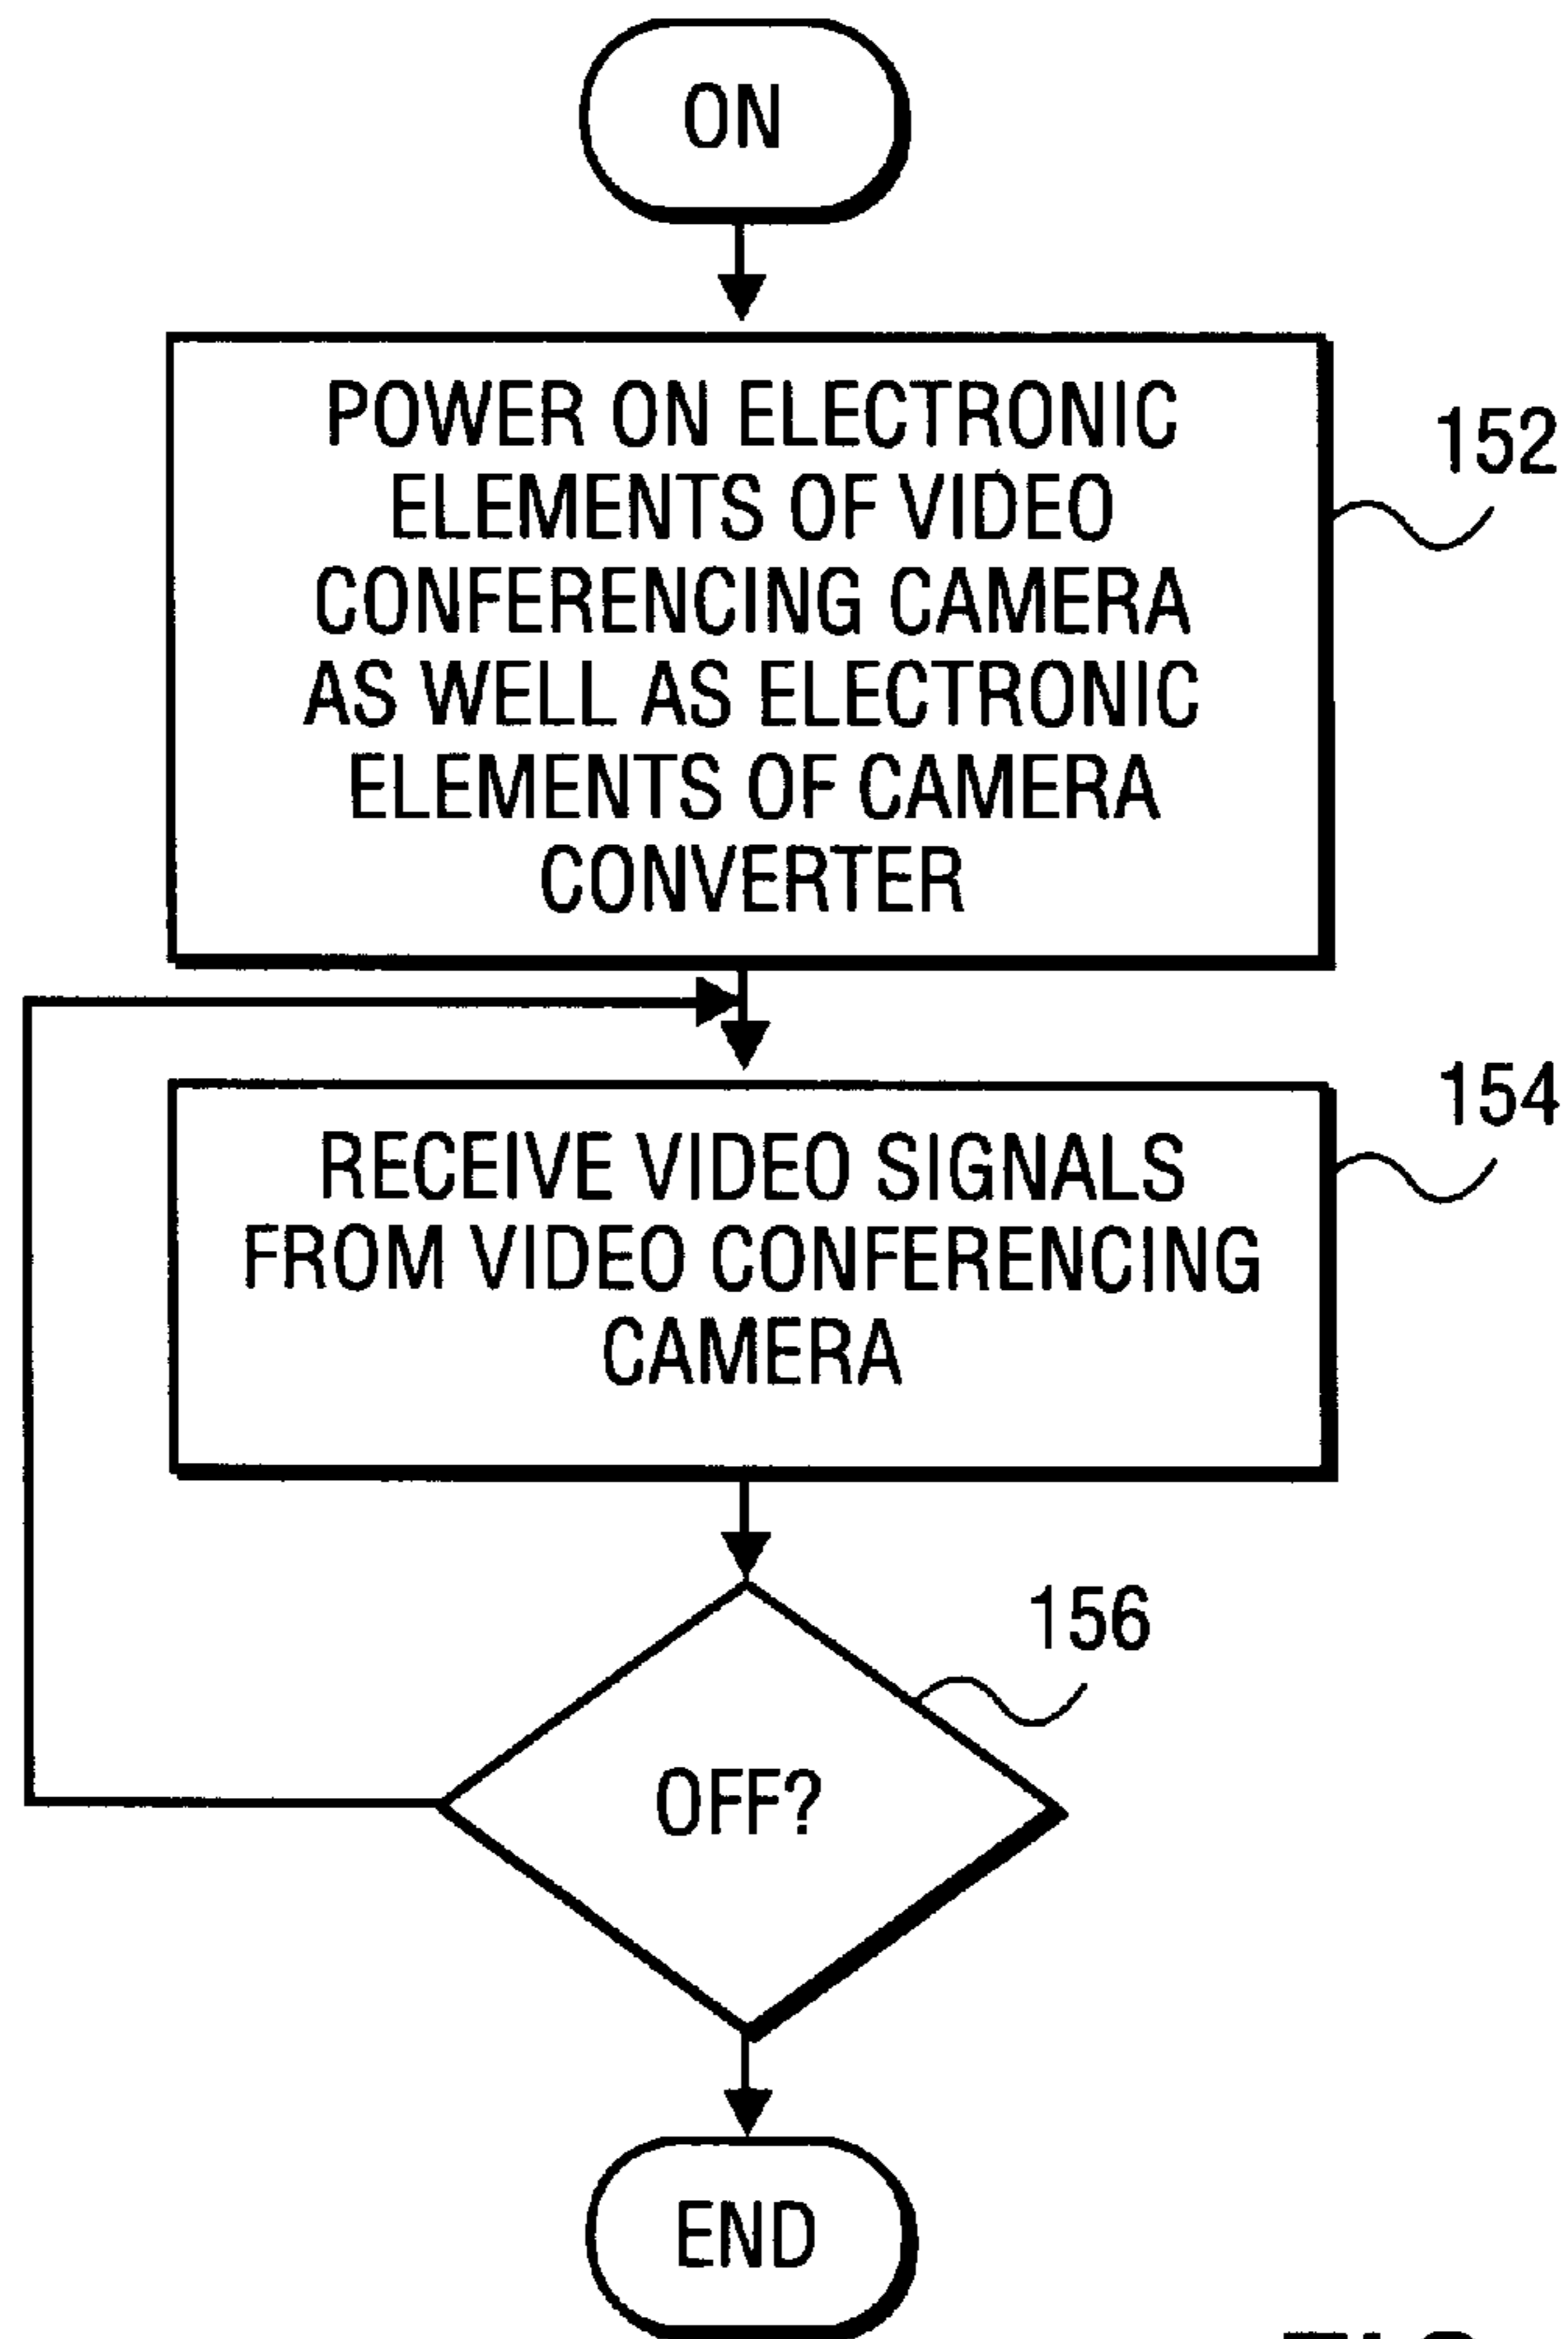 ON
POWER ON ELECTRONIC
ELEMENTS OF VIDEO
CONFERENCING CAMERA
AS WELL AS ELECTRONIC
ELEMENTS OF CAMERA
CONVERTER
152
RECEIVE VIDEO SIGNALS
FROM VIDEO CONFERENCING
CAMERA
154
156
OFF?
END